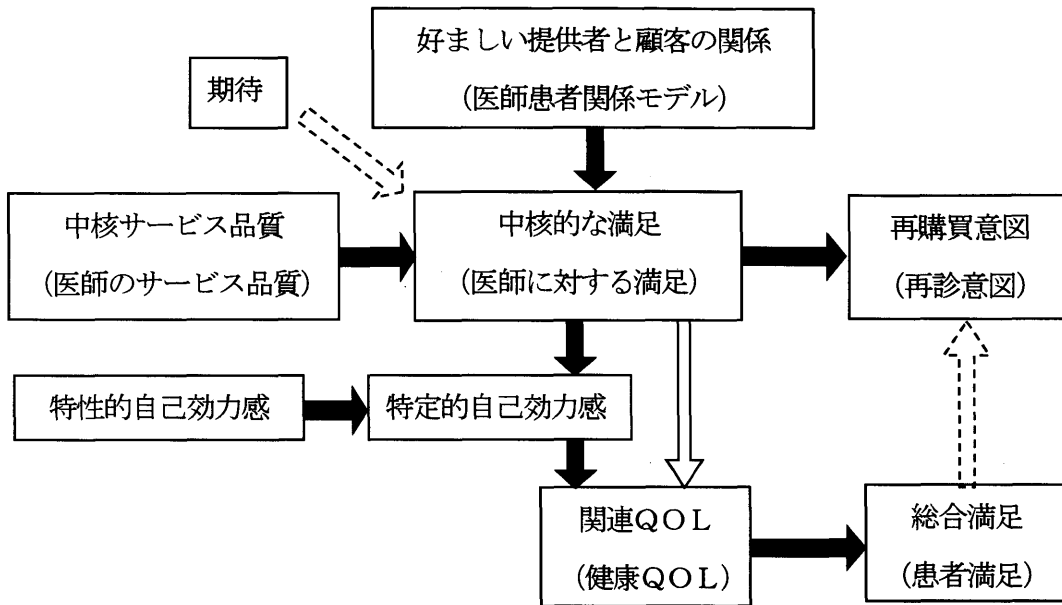 好ましい提供者と顧客の関係
(医師患者関係モデル)
期待
中核サービス品質
(医師のサービス品質)
中核的な満足
(医師に対する満足)
再購買意図
(再診意図)
特性的自己効力感
特定的自己効力感
関連QOL
(健康QOL)
総合満足
(患者満足)